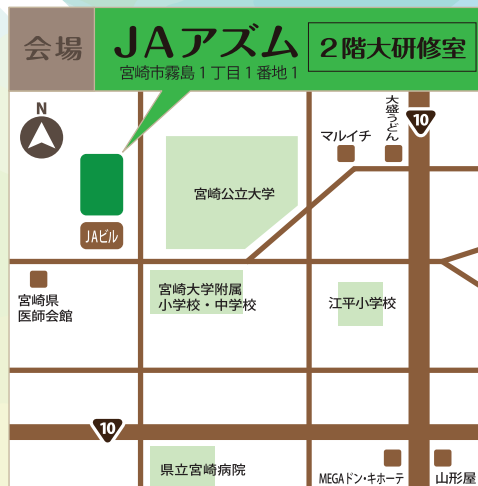 会場
JAアズム
2階大研修室
宮崎市霧島1丁目1番地1
N
大盛うどん
10
マルイチ
宮崎公立大学
JAビル
宮崎県
医師会館
宮崎大学附属
小学校・中学校
江平小学校
10
県立宮崎病院
MEGAドン・キホーテ
山形屋